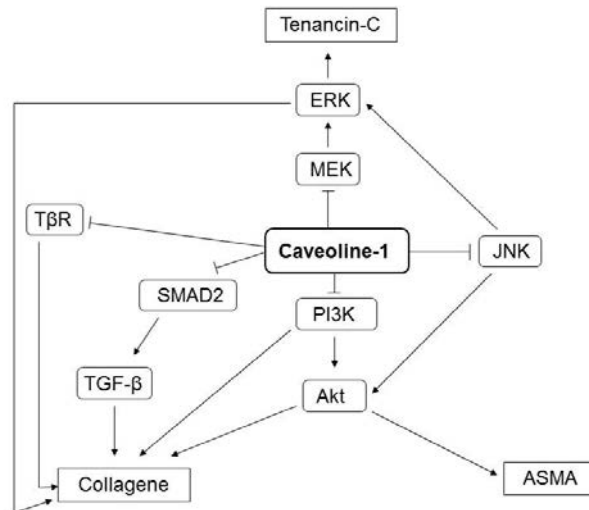 Tenancin-C
ERK
MEK
TβR
Caveoline-1
JNK
SMAD2
PI3K
TGF-β
Akt
Collagene
ASMA